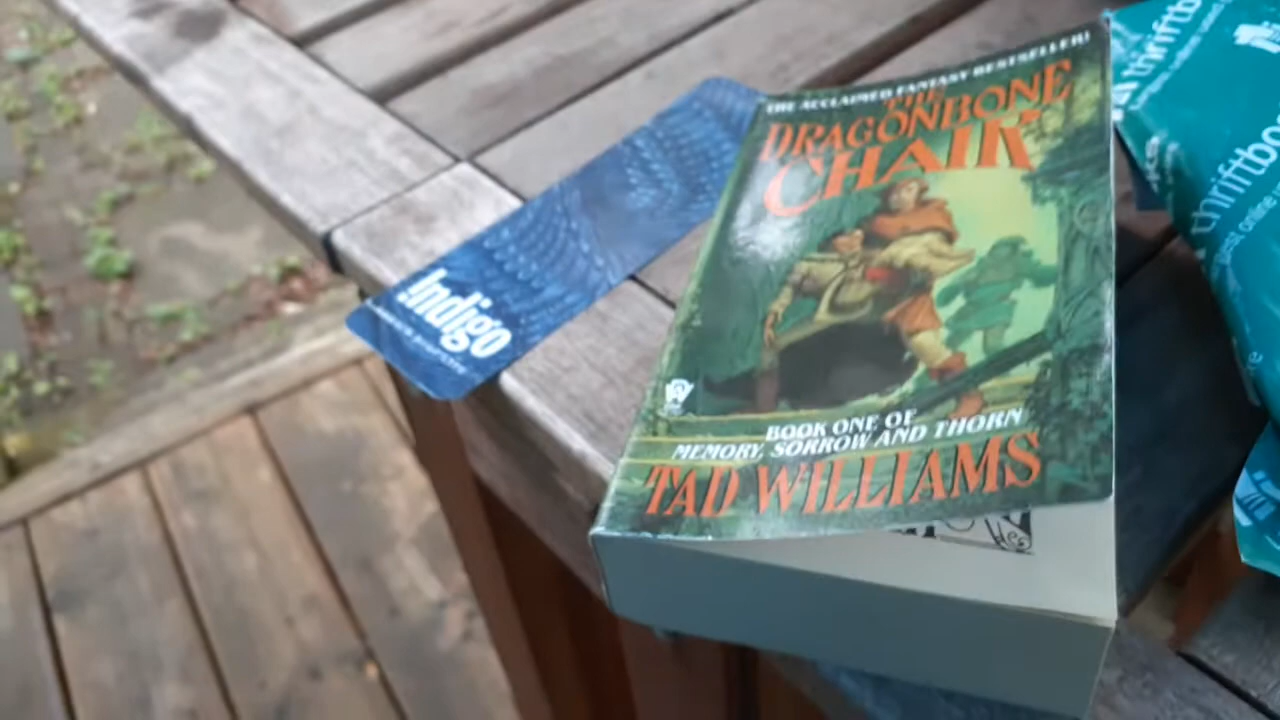 THE ACCLAIMED FANTASY BESTSELLER!
THE
DRAGONBONE
CHAIR
BOOK ONE OF
MEMORY, SORROW AND THORN
TAD WILLIAMS
Indigo
thriftbo
thriftbo